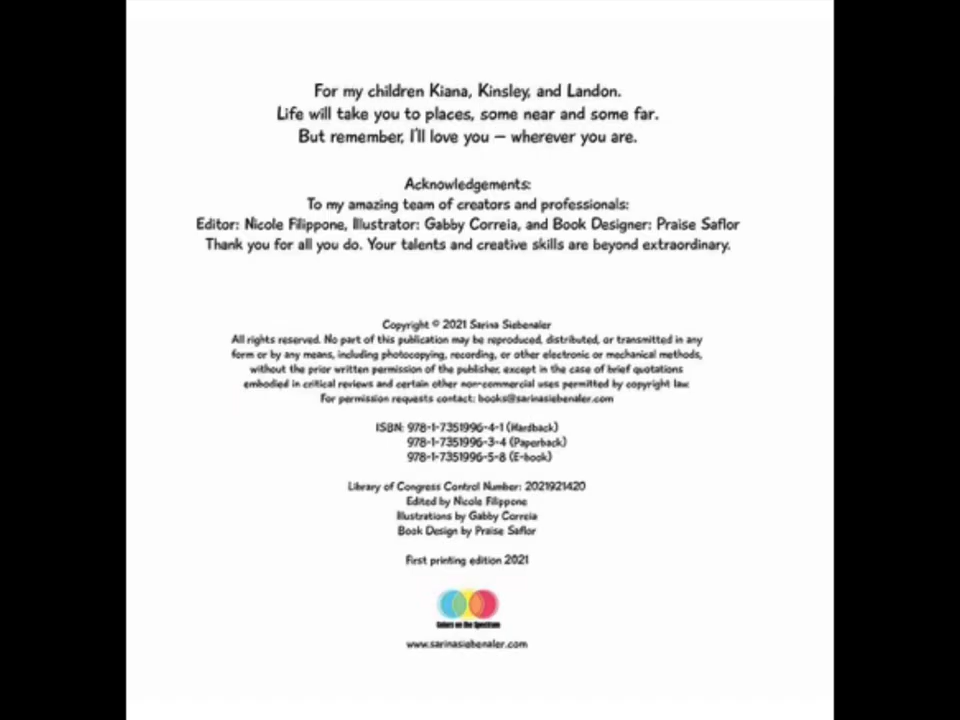 For my children Kiana, Kinsley, and Landon.
Life will take you to places, some near and some far.
But remember, I'll love you – wherever you are.
Acknowledgements:
To my amazing team of creators and professionals:
Editor: Nicole Filippone, Illustrator: Gabby Correia, and Book Designer: Praise Saflor
Thank you for all you do. Your talents and creative skills are beyond extraordinary.
Copyright © 2021 Sarina Siebenaler
All rights reserved. No part of this publication may be reproduced, distributed, or transmitted in any
form or by any means, including photocopying, recording, or other electronic or mechanical methods,
without the prior written permission of the publisher, except in the case of brief quotations
embodied in critical reviews and certain other non-commercial uses permitted by copyright law.
For permission requests contact: books@sarinasiebenaler.com
ISBN: 978-1-7351996-4-1 (Hardback)
978-1-7351996-3-4 (Paperback)
978-1-7351996-5-8 (E-book)
Library of Congress Control Number: 2021921420
Edited by Nicole Filippone
Illustrations by Gabby Correia
Book Design by Praise Saflor
First printing edition 2021
Colors on the Spectrum
www.sarinasiebenaler.com